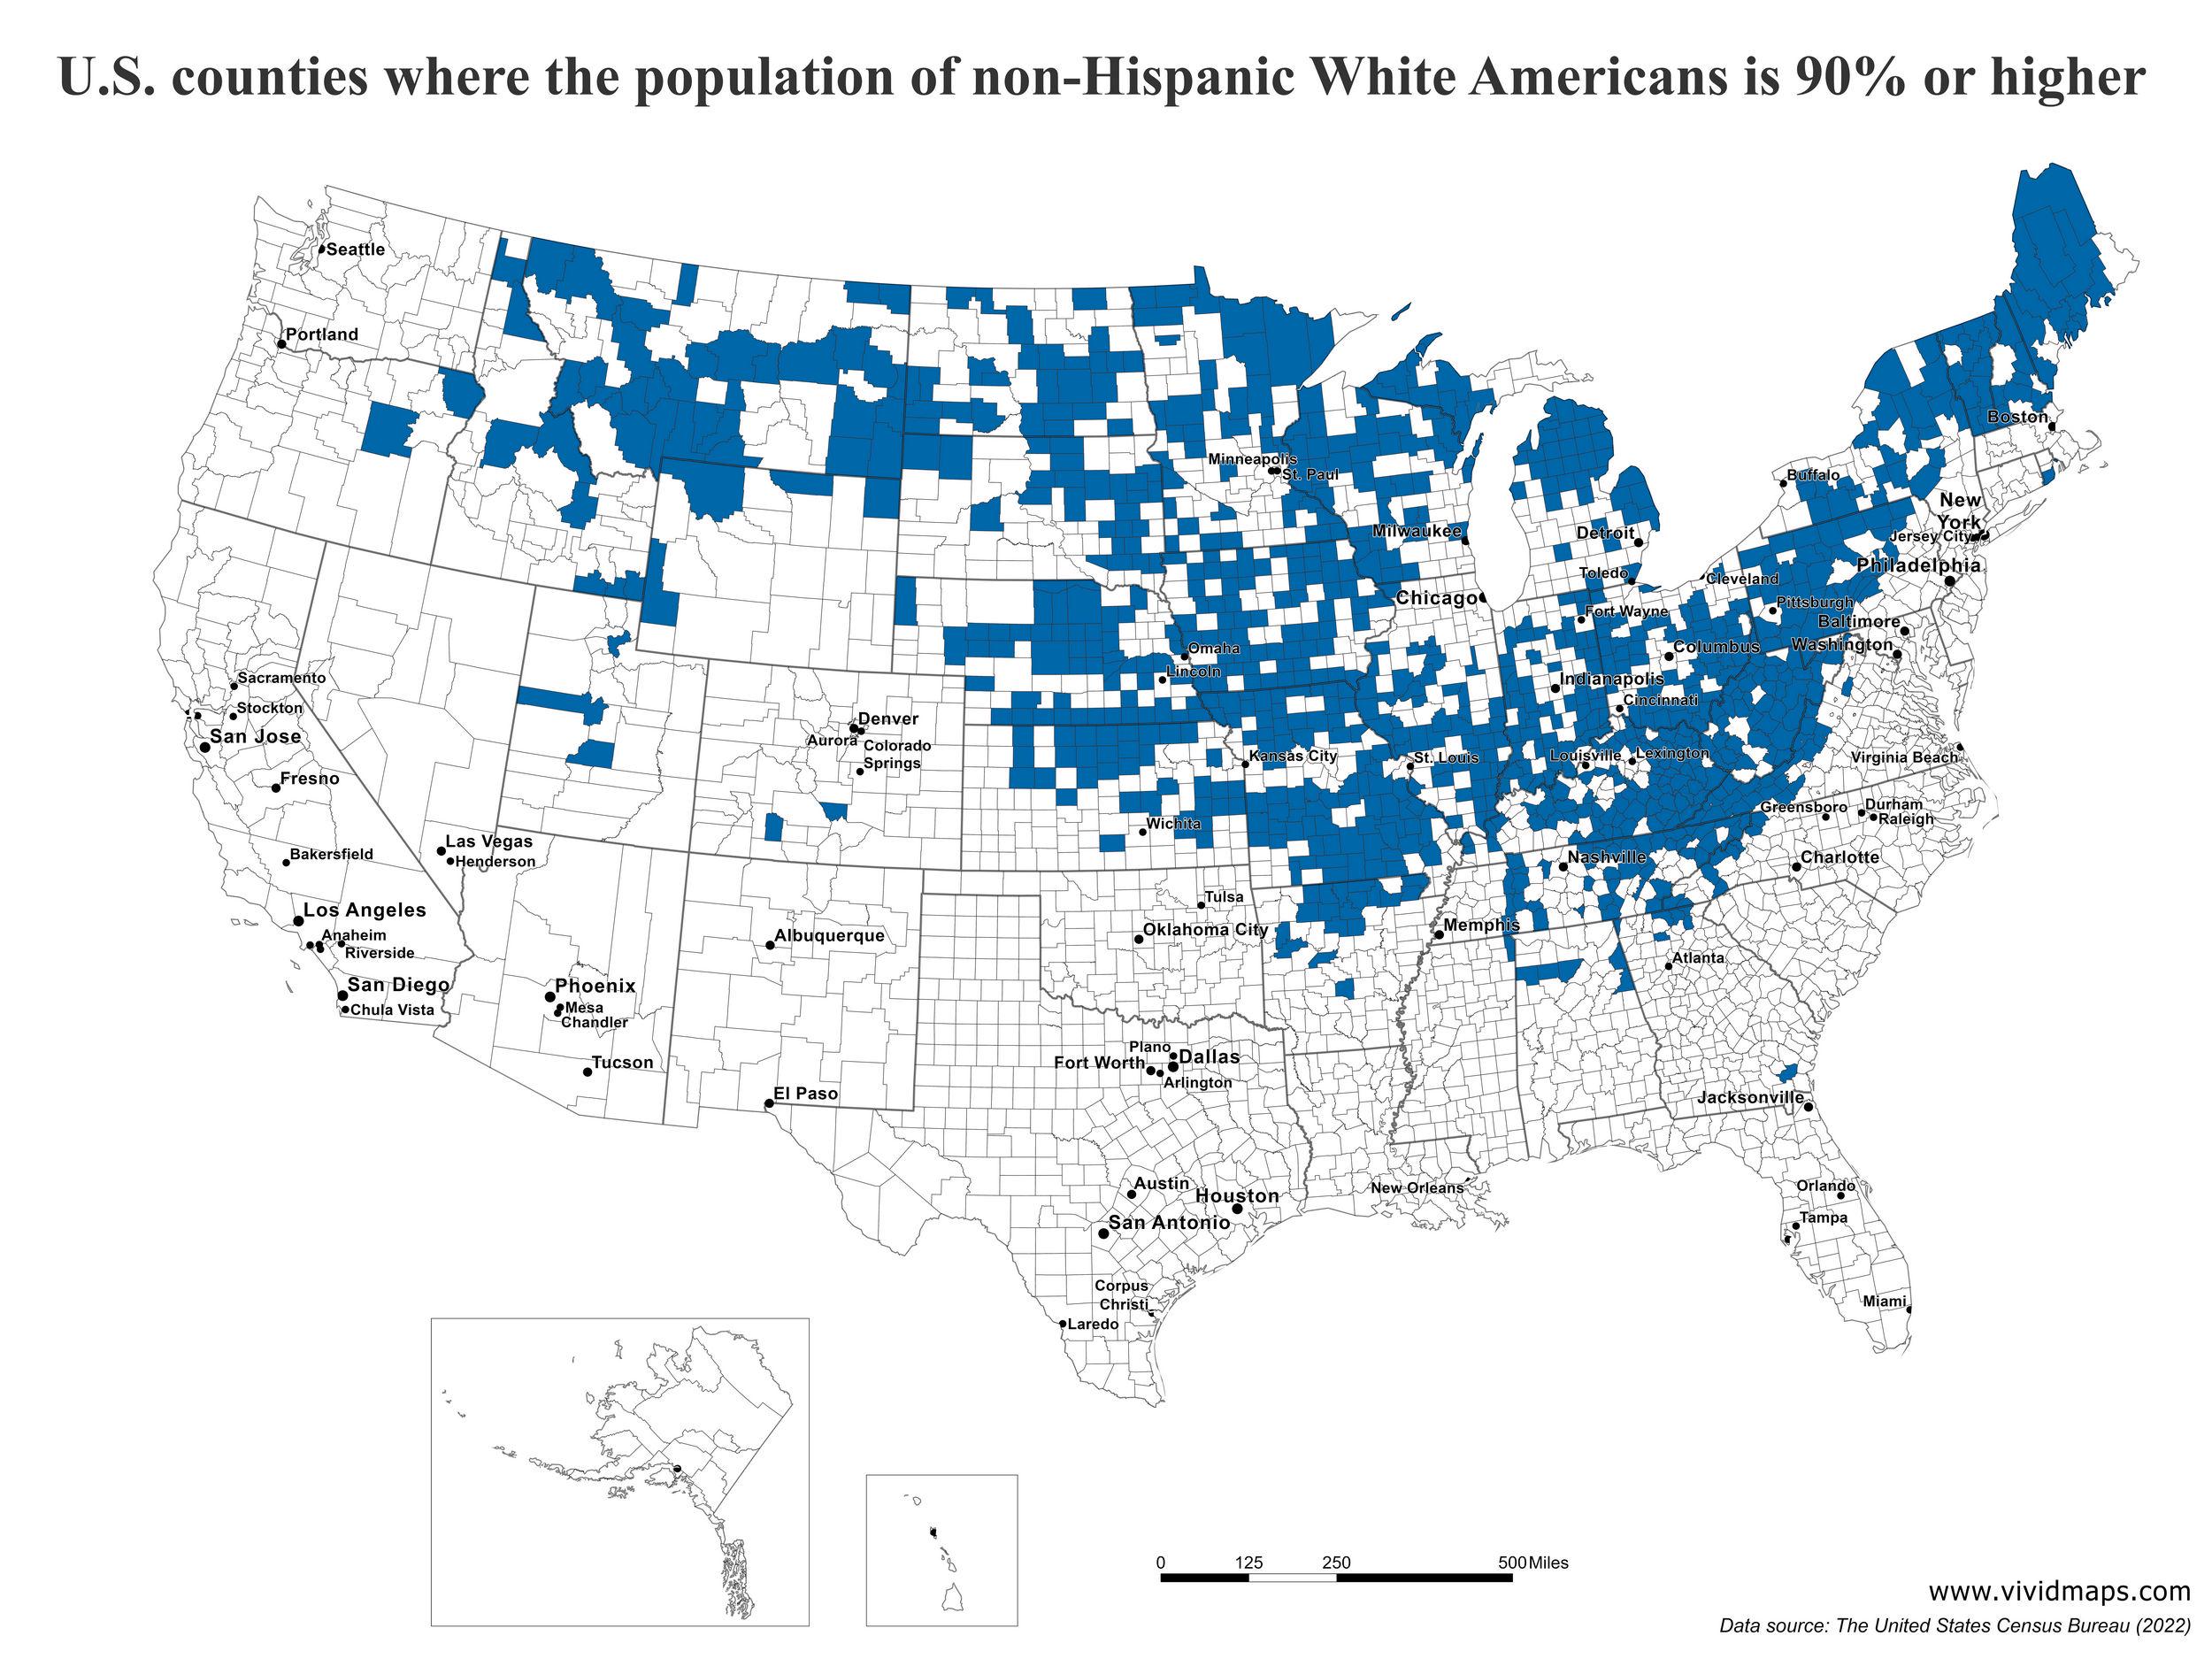 U.S. counties where the population of non-Hispanic White Americans is 90% or higher
Seattle
Portland
Boston
Minneapolis
St. Paul
Buffalo
New
York
Milwaukee
Detroit
Jersey City
Toledo
Cleveland
Philadelphia
Chicago
Fort Wayne
Pittsburgh
Baltimore
Omaha
Columbus
Washington
Lincoln
Sacramento
Indianapolis
Stockton
Cincinnati
Denver
San Jose
Aurora
Colorado
Springs
Kansas City
St. Louis
Louisville
Lexington
Virginia Beach
Fresno
Greensboro
Durham
Raleigh
Wichita
Las Vegas
Henderson
Bakersfield
Nashville
Charlotte
Tulsa
Los Angeles
Memphis
Oklahoma City
Anaheim
Riverside
Albuquerque
Atlanta
San Diego
Phoenix
Chula Vista
Mesa
Chandler
Plano
Dallas
Fort Worth
Tucson
Arlington
El Paso
Jacksonville
Austin
Houston
New Orleans
Orlando
San Antonio
Tampa
Corpus
Christi
Miami
Laredo
0 125 250 500 Miles
www.vividmaps.com
Data source: The United States Census Bureau (2022)